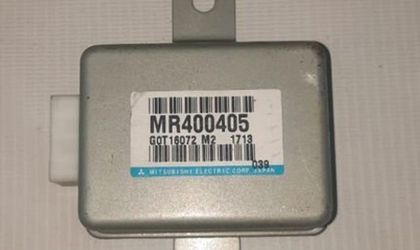 MR400405
G0T16072 M2 1713
039
MITSUBISHI ELECTRIC CORP. JAPAN